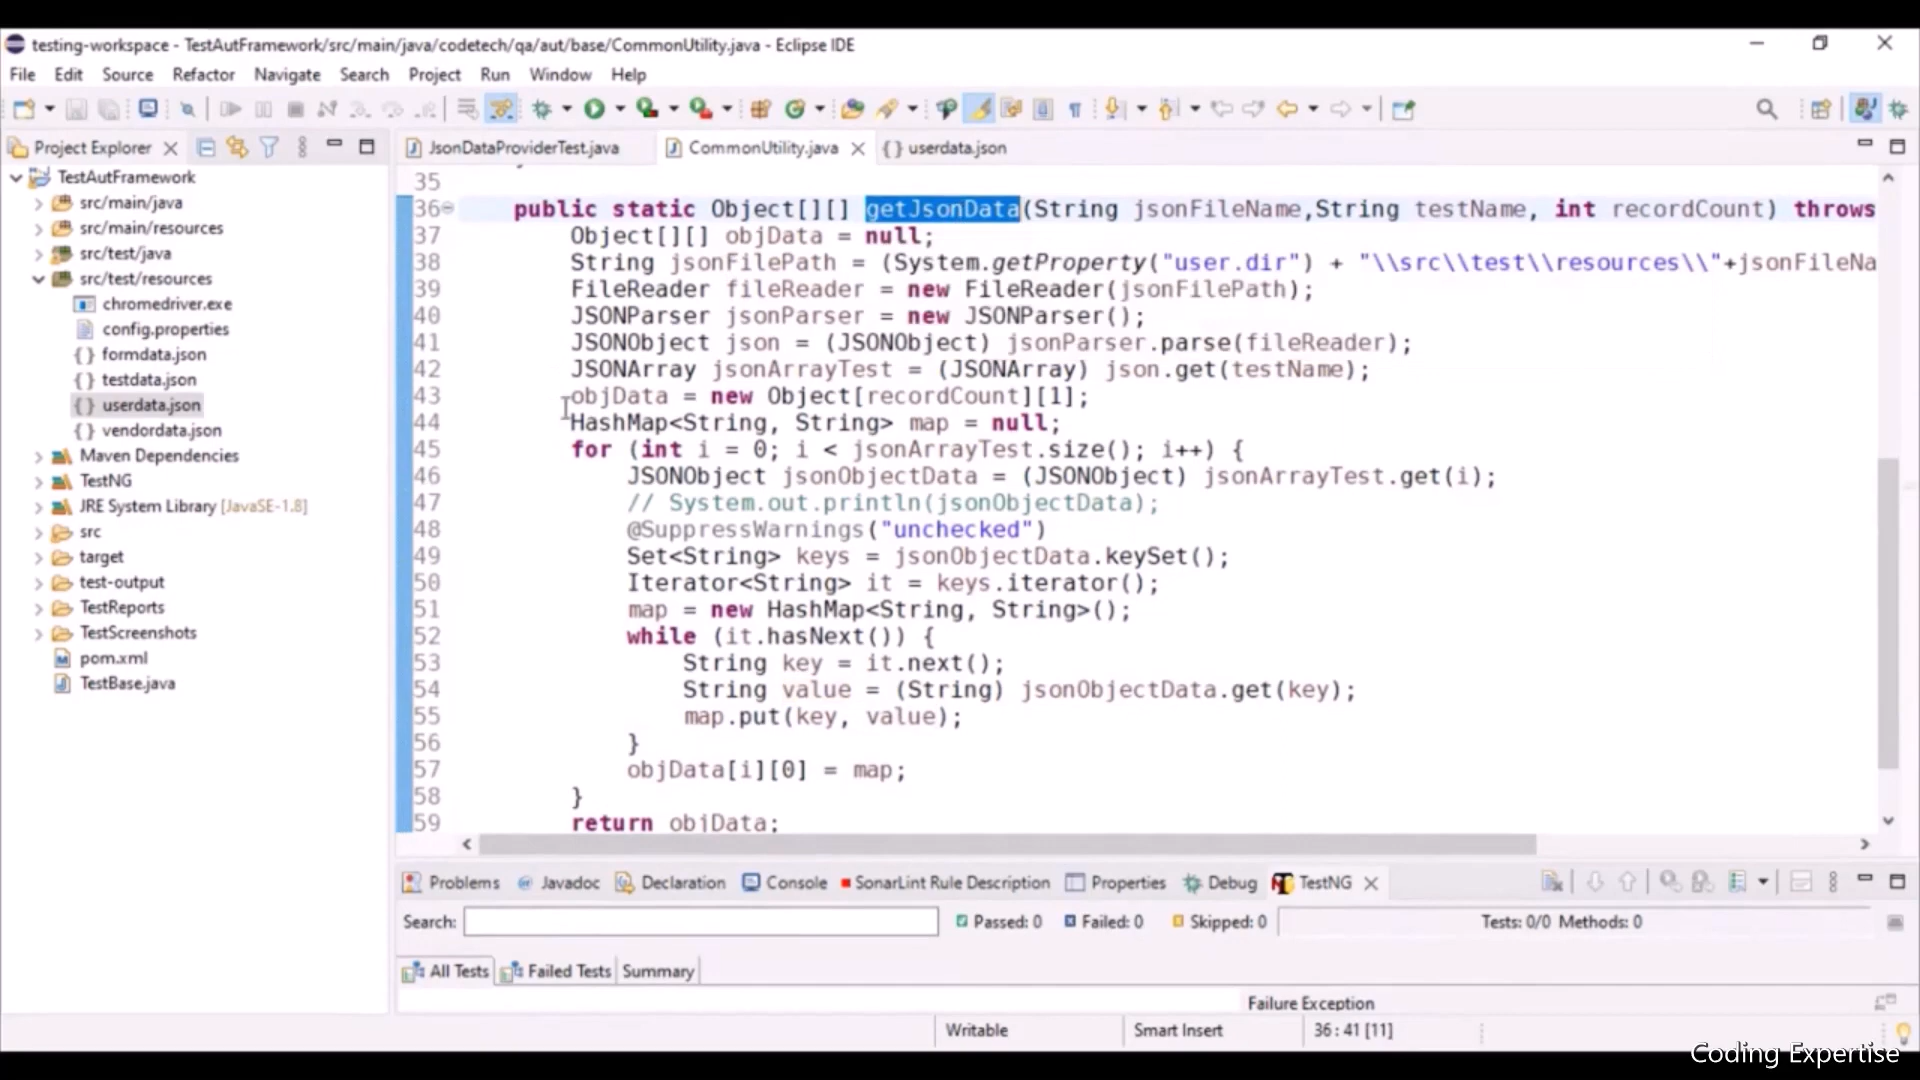 testing-workspace - TestAutFramework/src/main/java/codetech/qa/aut/base/CommonUtility.java - Eclipse IDE
File Edit Source Refactor Navigate Search Project Run Window Help
Project Explorer
JsonDataProviderTest.java CommonUtility.java {} userdata.json
TestAutFramework
src/main/java
src/main/resources
src/test/java
src/test/resources
chromedriver.exe
config.properties
{} formdata.json
{} testdata.json
{} userdata.json
{} vendordata.json
Maven Dependencies
TestNG
JRE System Library [JavaSE-1.8]
src
target
test-output
TestReports
TestScreenshots
pom.xml
TestBase.java
35
36 public static Object[][] getJsonData(String jsonFileName,String testName, int recordCount) throws
37 Object[][] objData = null;
38 String jsonFilePath = (System.getProperty("user.dir") + "\\src\\test\\resources\\"+jsonFileNa
39 FileReader fileReader = new FileReader(jsonFilePath);
40 JSONParser jsonParser = new JSONParser();
41 JSONObject json = (JSONObject) jsonParser.parse(fileReader);
42 JSONArray jsonArrayTest = (JSONArray) json.get(testName);
43 objData = new Object[recordCount][1];
44 HashMap<String, String> map = null;
45 for (int i = 0; i < jsonArrayTest.size(); i++) {
46 JSONObject jsonObjectData = (JSONObject) jsonArrayTest.get(i);
47 // System.out.println(jsonObjectData);
48 @SuppressWarnings("unchecked")
49 Set<String> keys = jsonObjectData.keySet();
50 Iterator<String> it = keys.iterator();
51 map = new HashMap<String, String>();
52 while (it.hasNext()) {
53 String key = it.next();
54 String value = (String) jsonObjectData.get(key);
55 map.put(key, value);
56 }
57 objData[i][0] = map;
58 }
59 return objData;
Problems Javadoc Declaration Console SonarLint Rule Description Properties Debug TestNG
Search: Passed: 0 Failed: 0 Skipped: 0 Tests: 0/0 Methods: 0
All Tests Failed Tests Summary
Failure Exception
Writable Smart Insert 36 : 41 [11]
Coding Expertise